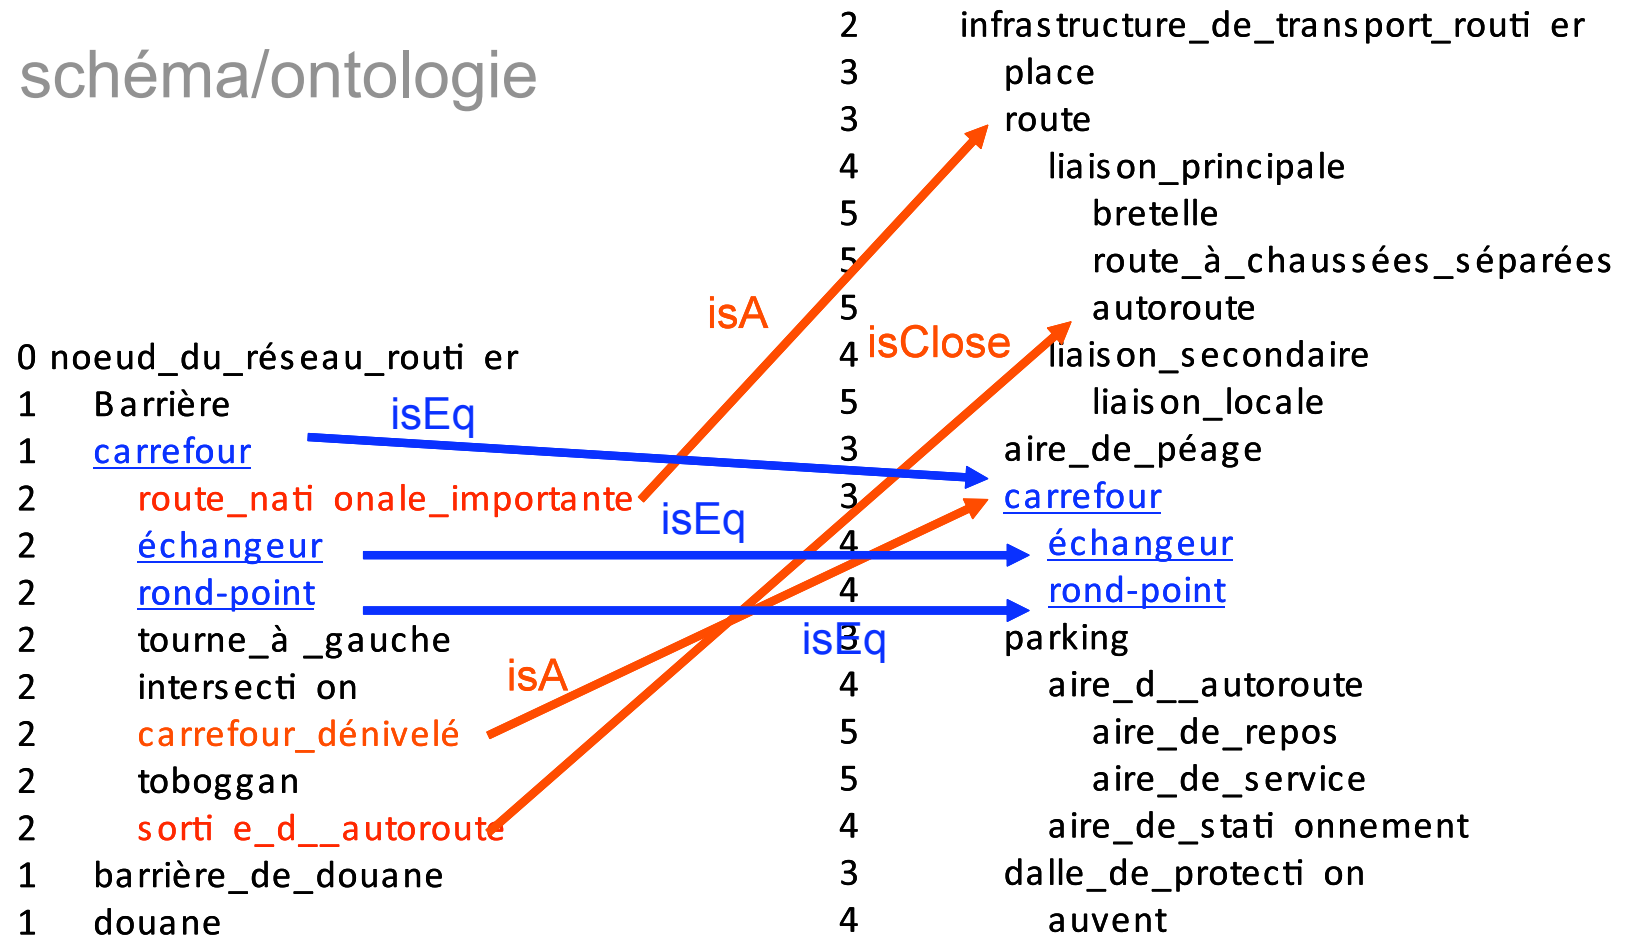 schéma/ontologie
0 noeud_du_réseau_routier
1 Barrière
1 carrefour
2 route_nationale_importante
2 échangeur
2 rond-point
2 tourne_à _gauche
2 intersection
2 carrefour_dénivelé
2 toboggan
2 sortie_d__autoroute
1 barrière_de_douane
1 douane
isEq
isA
isClose
isEq
isEq
isA
2 infrastructure_de_transport_routier
3 place
3 route
4 liaison_principale
5 bretelle
5 route_à_chaussées_séparées
5 autoroute
4 liaison_secondaire
5 liaison_locale
3 aire_de_péage
3 carrefour
4 échangeur
4 rond-point
3 parking
4 aire_d__autoroute
5 aire_de_repos
5 aire_de_service
4 aire_de_stationnement
3 dalle_de_protection
4 auvent